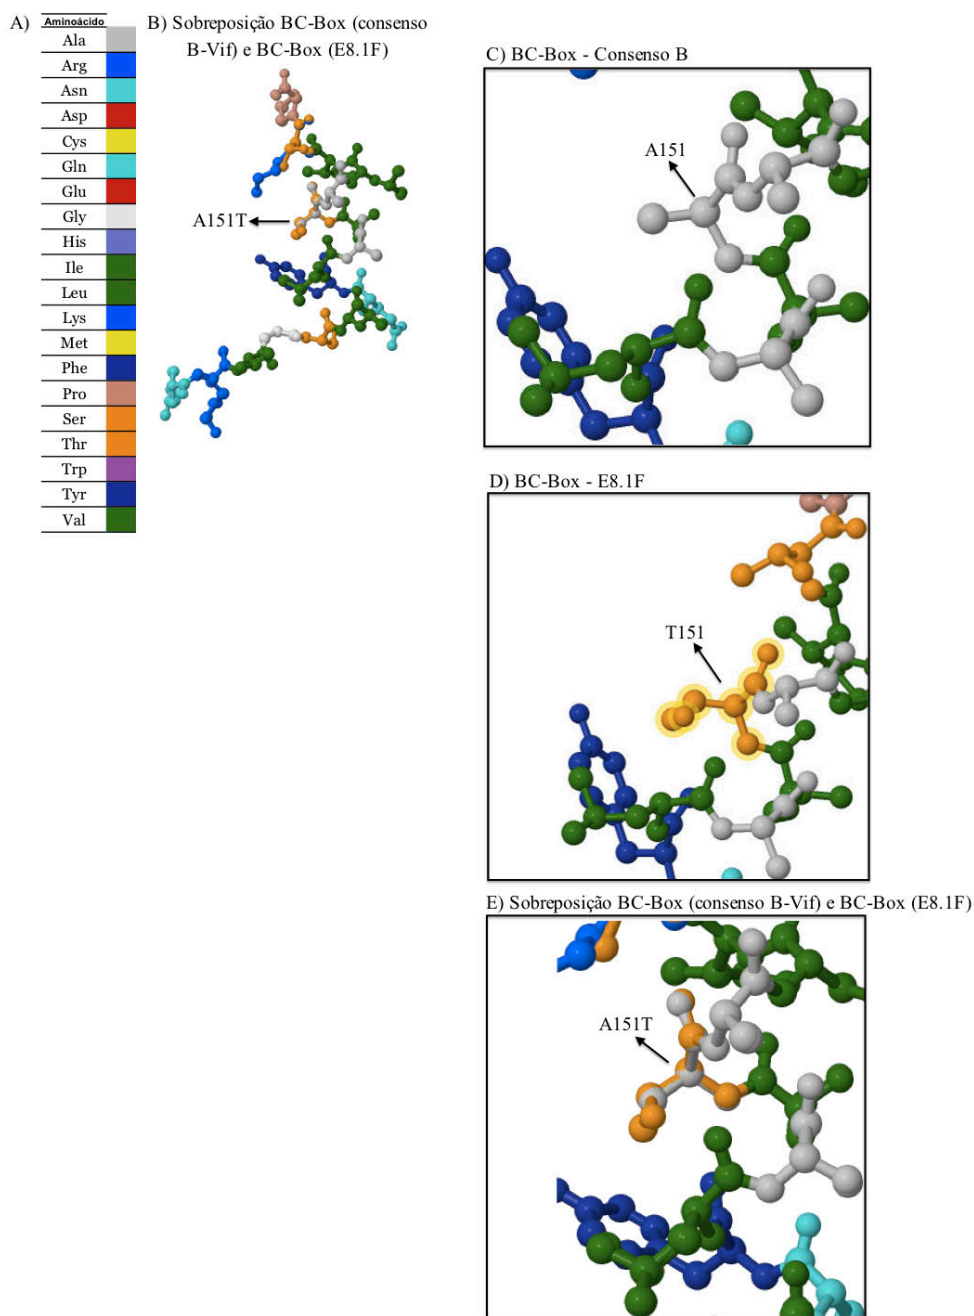 A)
Aminoácido
Ala
Arg
Asn
Asp
Cys
Gln
Glu
Gly
His
Ile
Leu
Lys
Met
Phe
Pro
Ser
Thr
Trp
Tyr
Val
B) Sobreposição BC-Box (consenso
B-Vif) e BC-Box (E8.1F)
A151T
C) BC-Box - Consenso B
A151
D) BC-Box - E8.1F
T151
E) Sobreposição BC-Box (consenso B-Vif) e BC-Box (E8.1F)
A151T